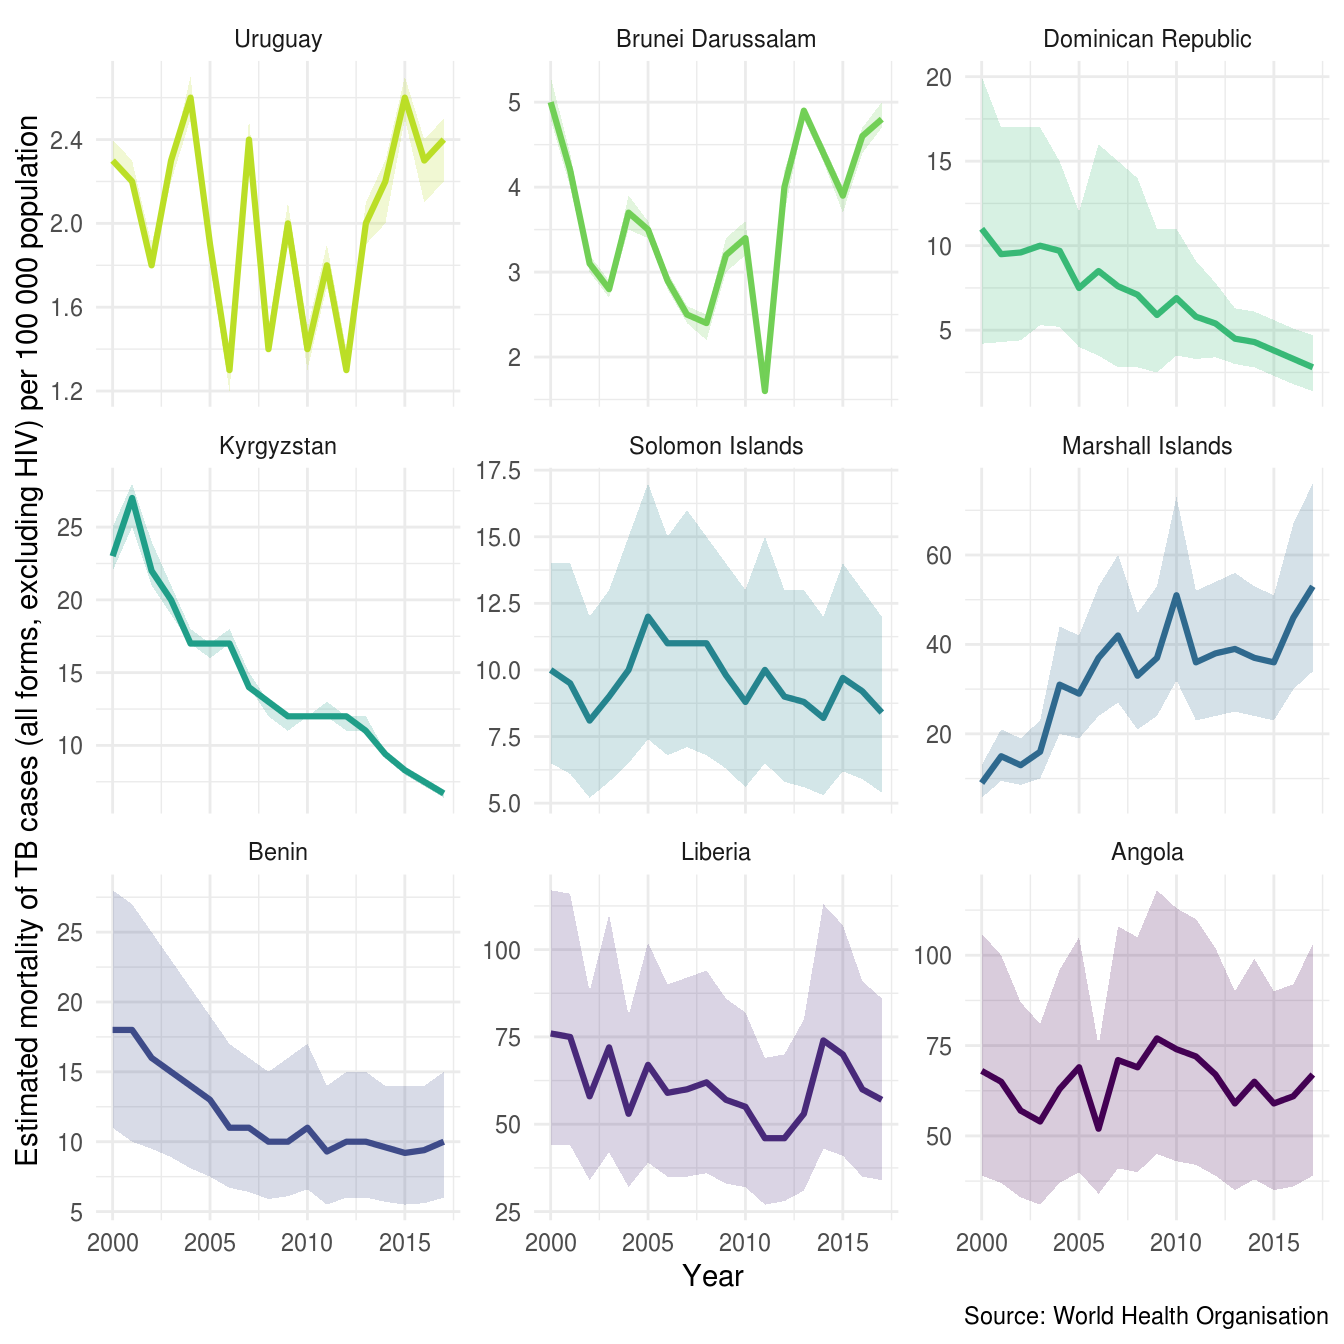 Uruguay
Brunei Darussalam
Dominican Republic
2.4
2.0
1.6
1.2
5
4
3
2
20
15
10
5
Kyrgyzstan
Solomon Islands
Marshall Islands
25
20
15
10
17.5
15.0
12.5
10.0
7.5
5.0
60
40
20
Benin
Liberia
Angola
25
20
15
10
5
100
75
50
25
100
75
50
2000 2005 2010 2015
2000 2005 2010 2015
2000 2005 2010 2015
Estimated mortality of TB cases (all forms, excluding HIV) per 100 000 population
Year
Source: World Health Organisation